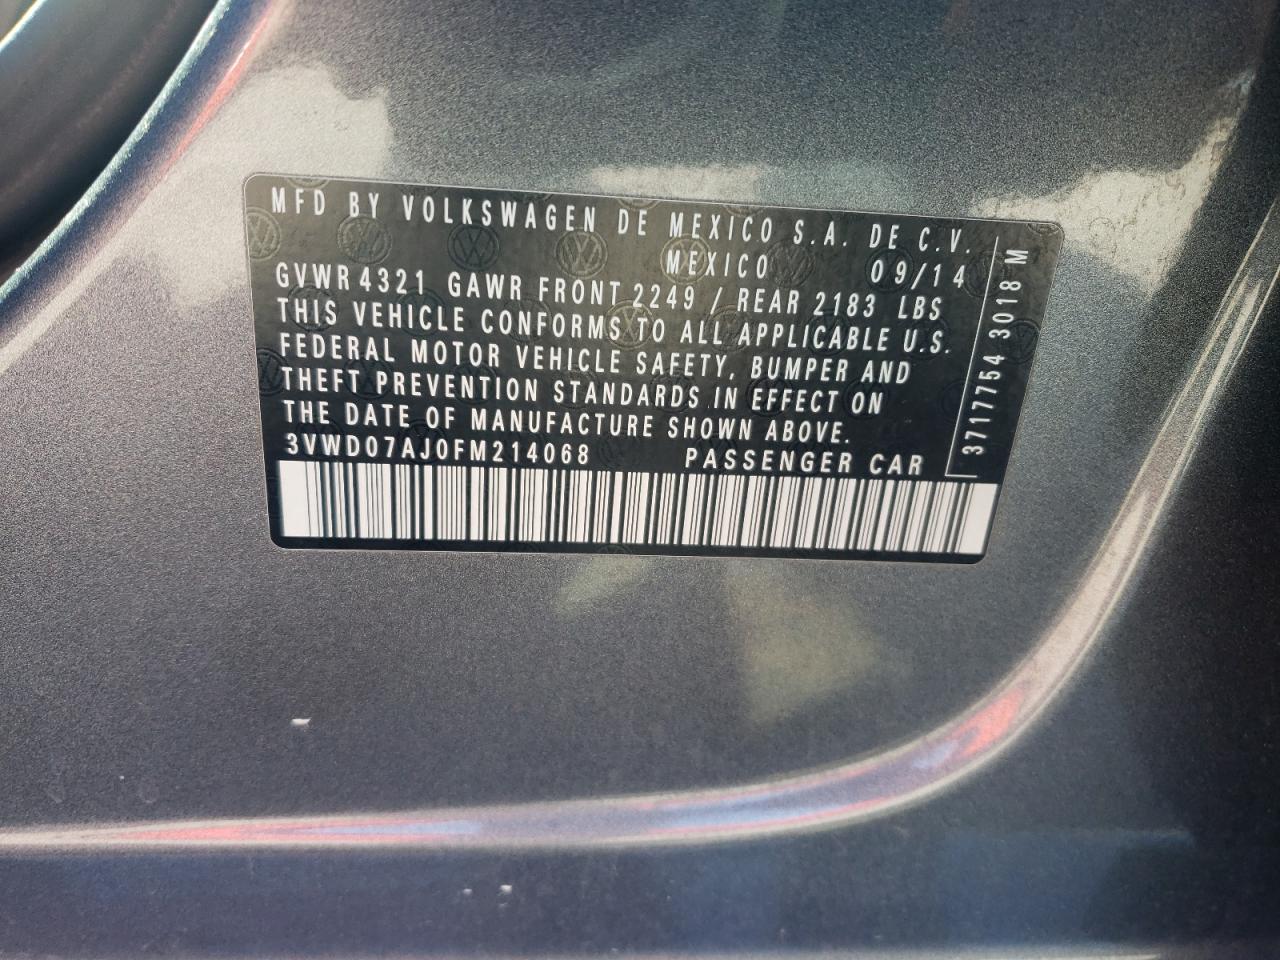 MFD BY VOLKSWAGEN DE MEXICO S.A. DE C.V.
MEXICO 09/14
GVWR 4321 GAWR FRONT 2249 / REAR 2183 LBS
THIS VEHICLE CONFORMS TO ALL APPLICABLE U.S.
FEDERAL MOTOR VEHICLE SAFETY, BUMPER AND
THEFT PREVENTION STANDARDS IN EFFECT ON
THE DATE OF MANUFACTURE SHOWN ABOVE.
3VWD07AJ0FM214068 PASSENGER CAR
3717754 3018 M